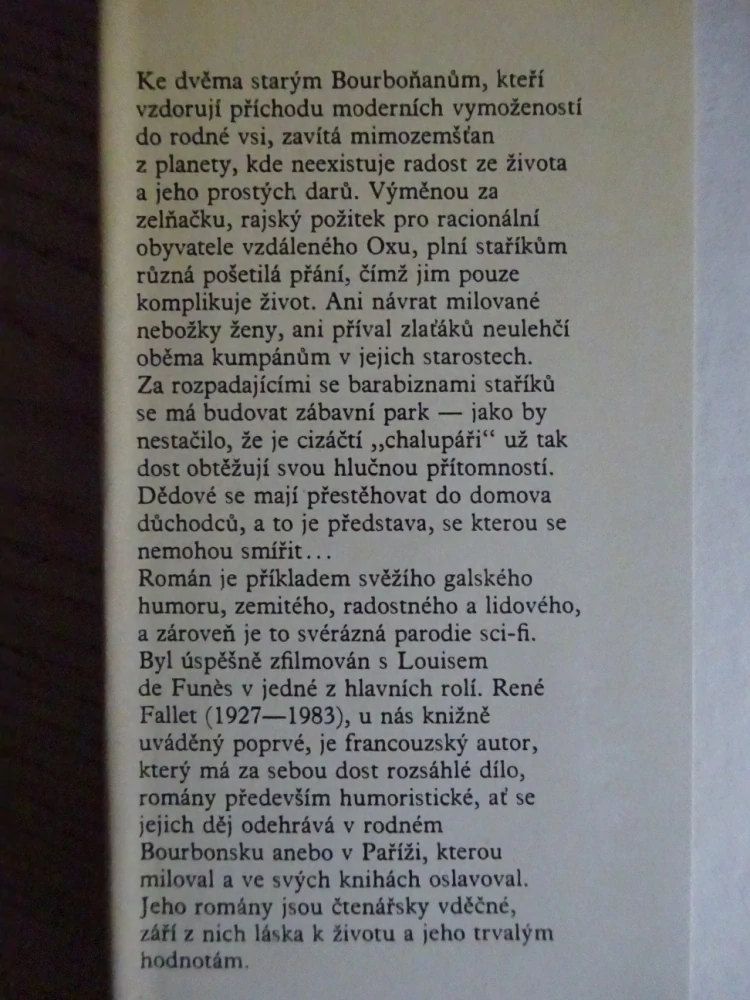 Ke dvěma starým Bourboňanům, kteří
vzdorují příchodu moderních vymožeností
do rodné vsi, zavítá mimozemšťan
z planety, kde neexistuje radost ze života
a jeho prostých darů. Výměnou za
zelňačku, rajský požitek pro racionální
obyvatele vzdáleného Oxu, plní staříkům
různá pošetilá přání, čímž jim pouze
komplikuje život. Ani návrat milované
nebožky ženy, ani příval zlaťáků neulehčí
oběma kumpánům v jejich starostech.
Za rozpadajícími se barabiznami staříků
se má budovat zábavní park — jako by
nestačilo, že je cizáčtí „chalupáři“ už tak
dost obtěžují svou hlučnou přítomností.
Dědové se mají přestěhovat do domova
důchodců, a to je představa, se kterou se
nemohou smířit...
Román je příkladem svěžího galského
humoru, zemitého, radostného a lidového,
a zároveň je to svérázná parodie sci-fi.
Byl úspěšně zfilmován s Louisem
de Funès v jedné z hlavních rolí. René
Fallet (1927—1983), u nás knižně
uváděný poprvé, je francouzský autor,
který má za sebou dost rozsáhlé dílo,
romány především humoristické, ať se
jejich děj odehrává v rodném
Bourbonsku anebo v Paříži, kterou
miloval a ve svých knihách oslavoval.
Jeho romány jsou čtenářsky vděčné,
září z nich láska k životu a jeho trvalým
hodnotám.